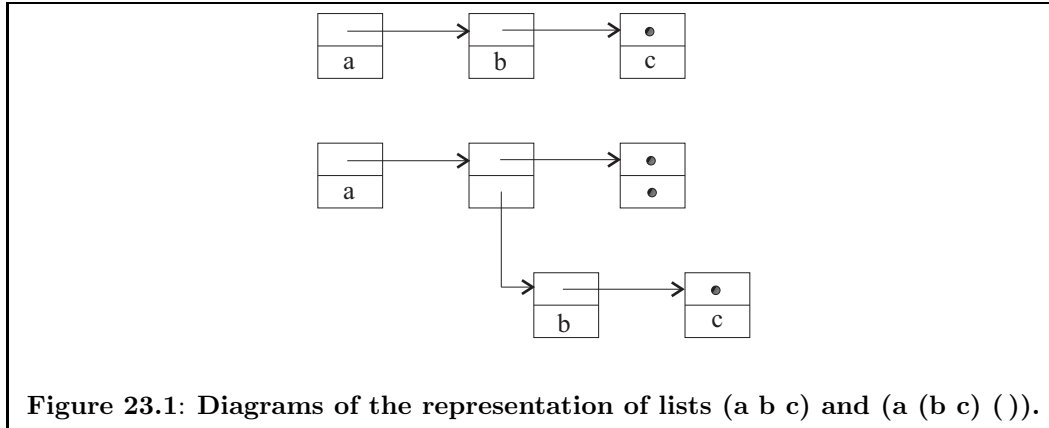 a b c
a
b c
Figure 23.1: Diagrams of the representation of lists (a b c) and (a (b c) ( )).